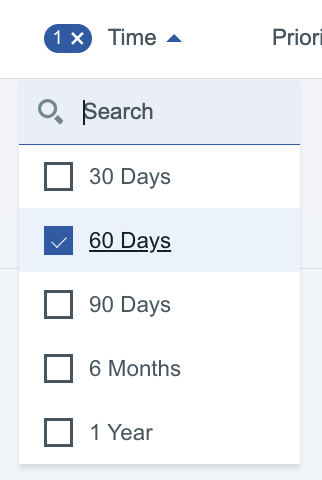 1 × Time Priori
Search
30 Days
60 Days
90 Days
6 Months
1 Year